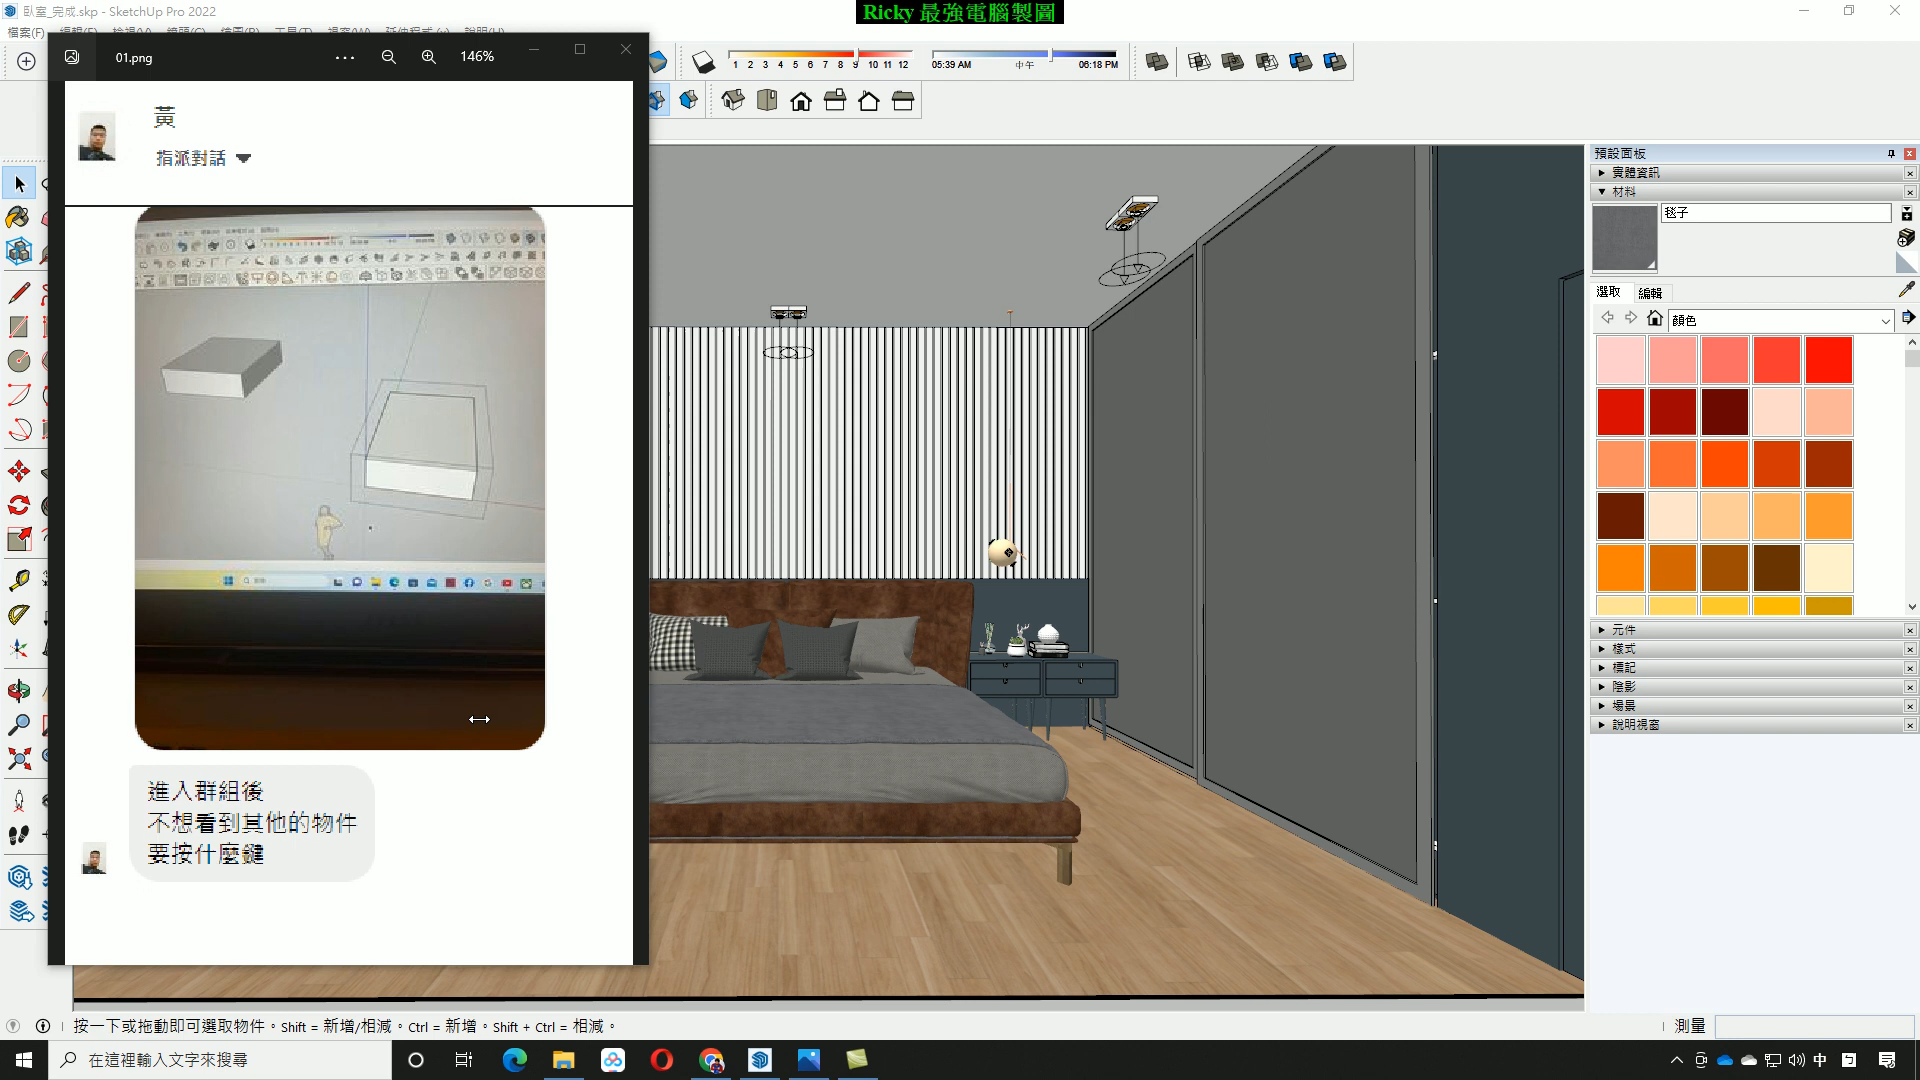 臥室_完成.skp - SketchUp Pro 2022
Ricky 最強電腦製圖
01.png
146%
1 2 3 4 5 6 7 8 9 10 11 12
05:39 AM 中午 06:18 PM
黃
指派對話
進入群組後
不想看到其他的物件
要按什麼鍵
預設面板
實體資訊
材料
毯子
選取 編輯
顏色
元件
樣式
標記
陰影
場景
說明視窗
按一下或拖動即可選取物件。Shift = 新增/相減。Ctrl = 新增。Shift + Ctrl = 相減。
測量
在這裡輸入文字來搜尋
中